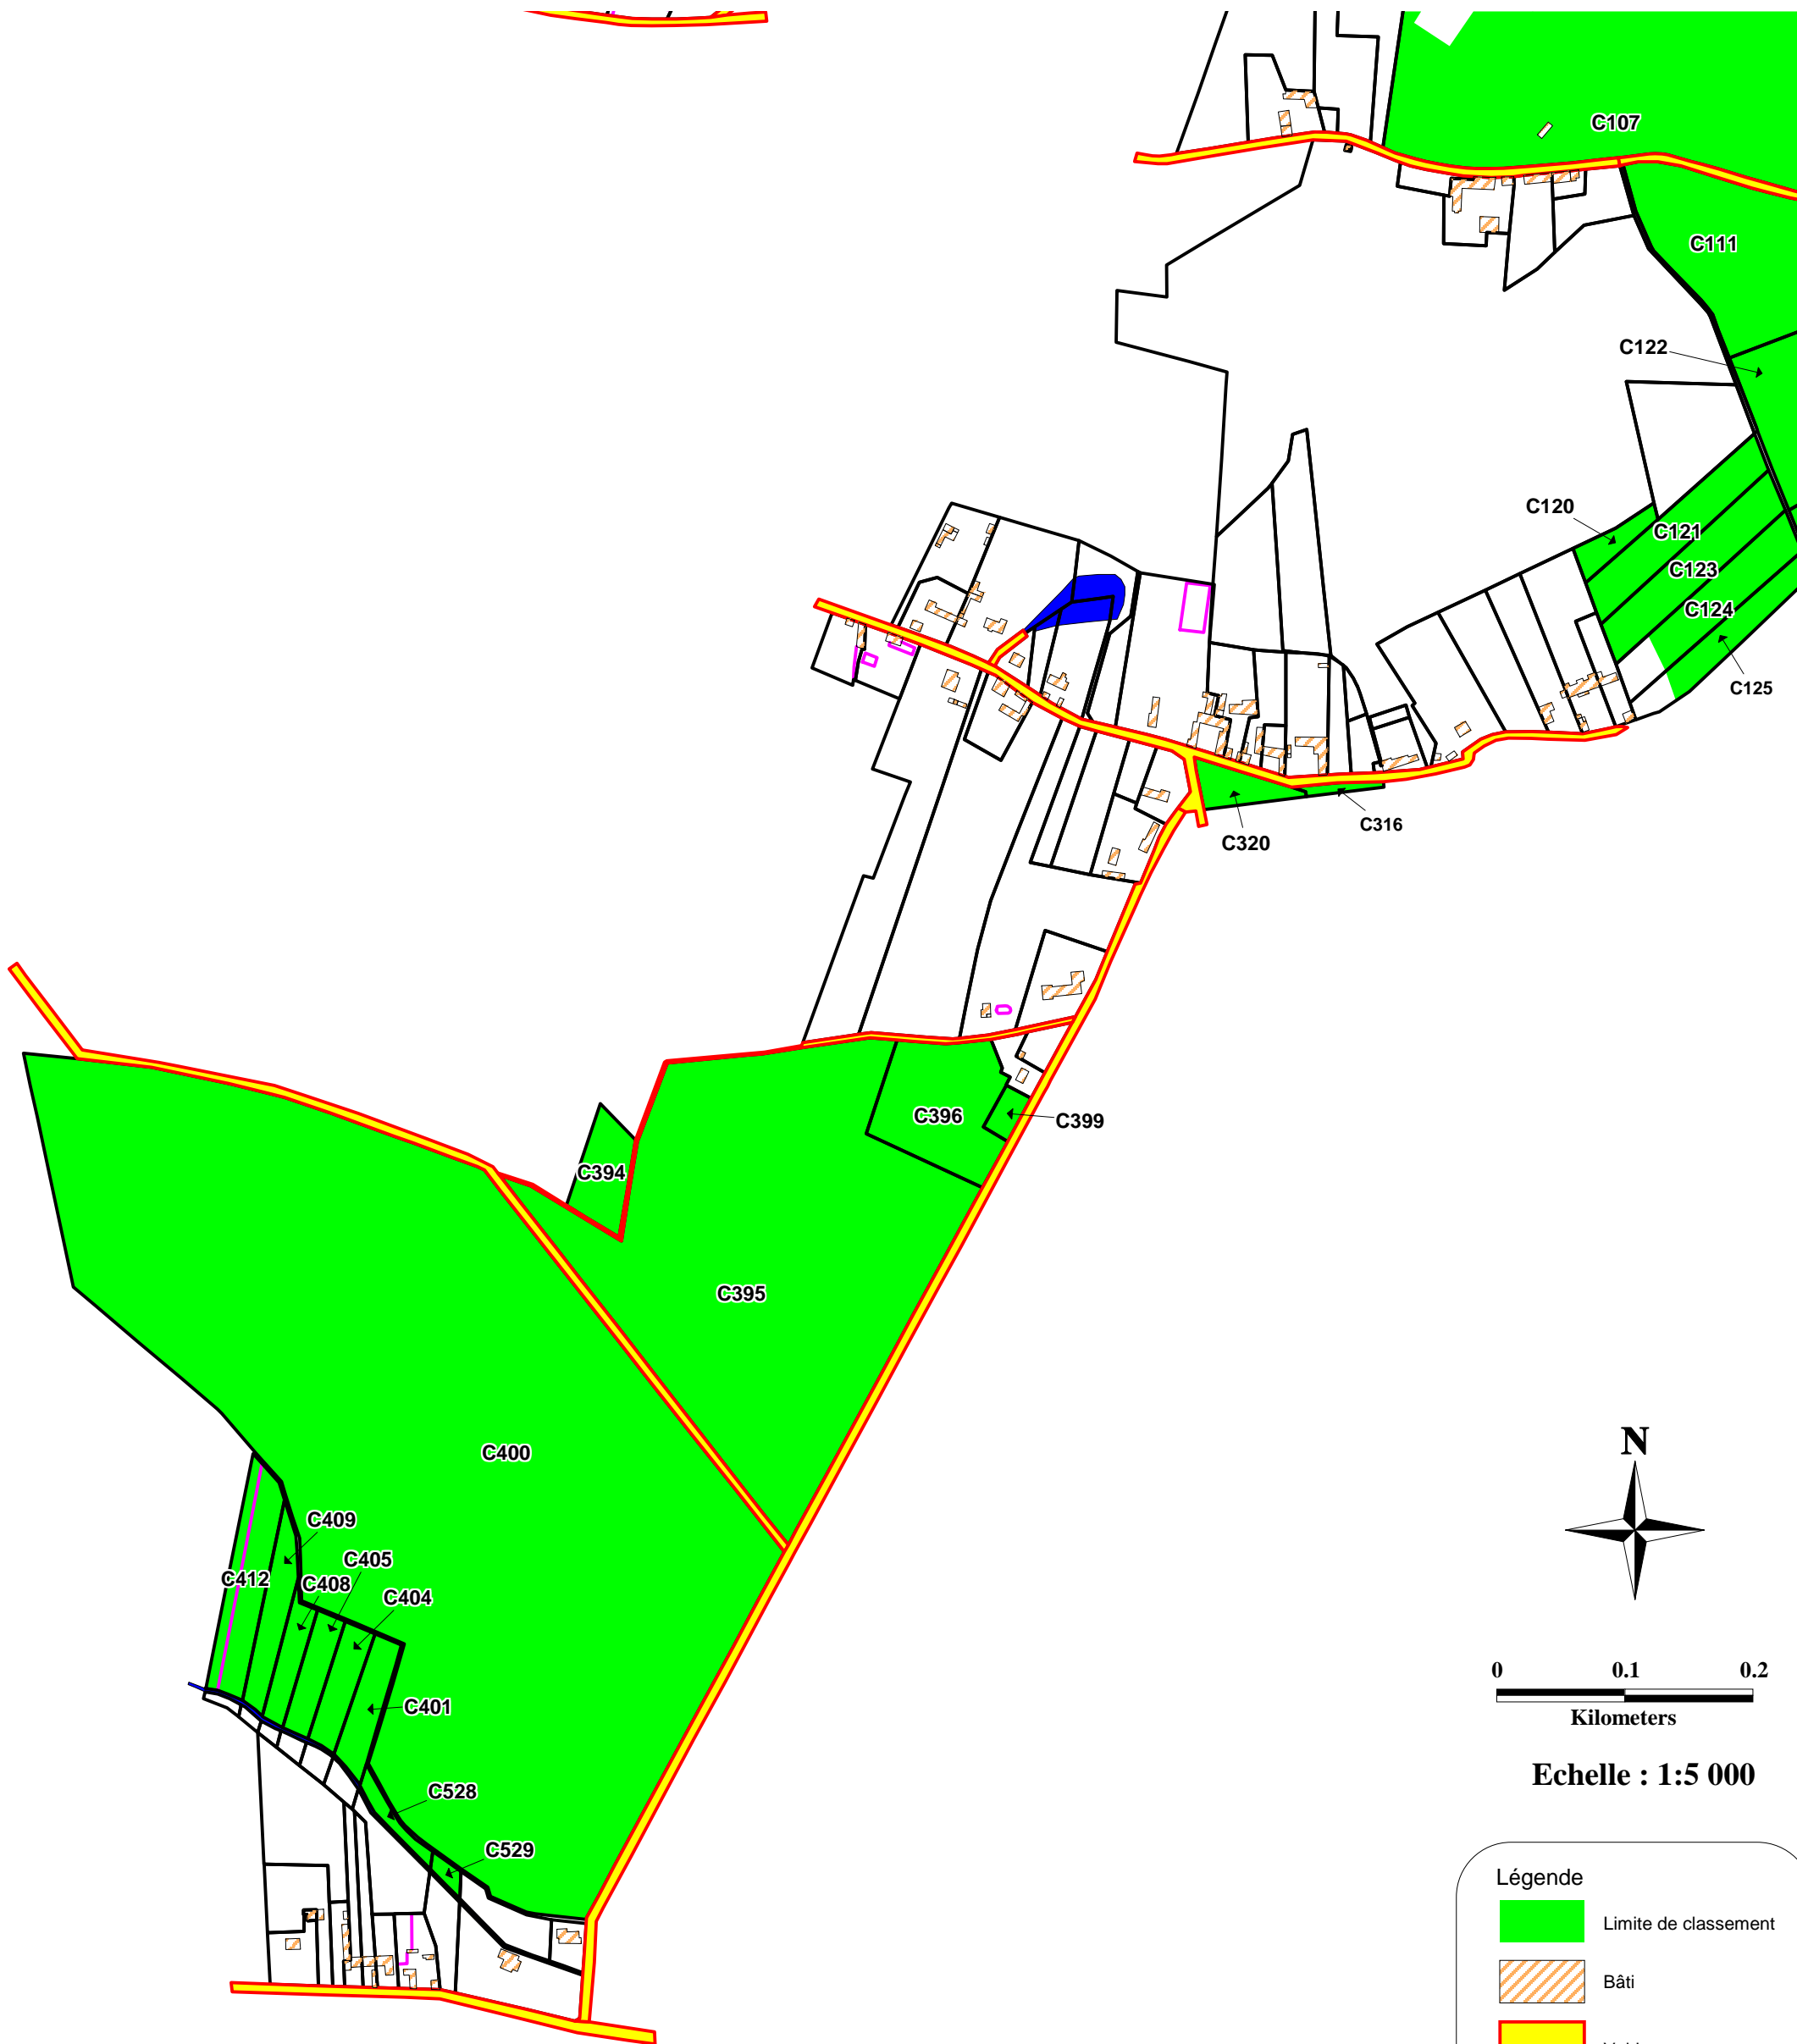 C107
C111
C122
C120
C121
C123
C124
C125
C316
C320
C396
C399
C394
C395
C400
N
C409
C405
C412
C408
C404
0 0.1 0.2
C401
Kilometers
Echelle : 1:5 000
C528
C529
Légende
Limite de classement
Bâti